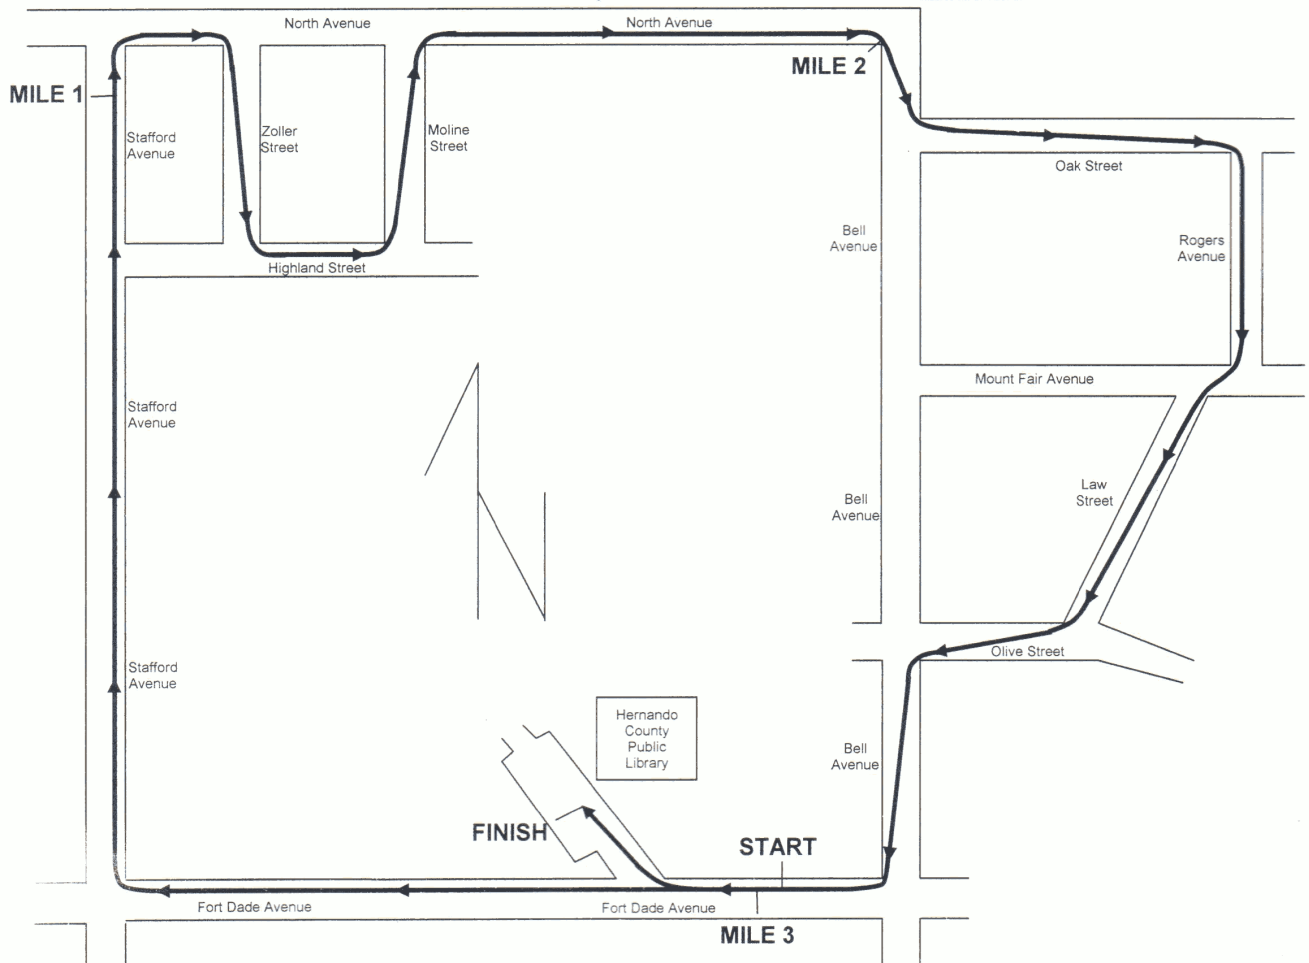 North Avenue
North Avenue
MILE 2
MILE 1
Stafford
Avenue
Zoller
Street
Moline
Street
Oak Street
Bell
Avenue
Rogers
Avenue
Highland Street
Mount Fair Avenue
Stafford
Avenue
Law
Street
Bell
Avenue
Olive Street
Stafford
Avenue
Hernando
County
Public
Library
Bell
Avenue
FINISH
START
Fort Dade Avenue
Fort Dade Avenue
MILE 3